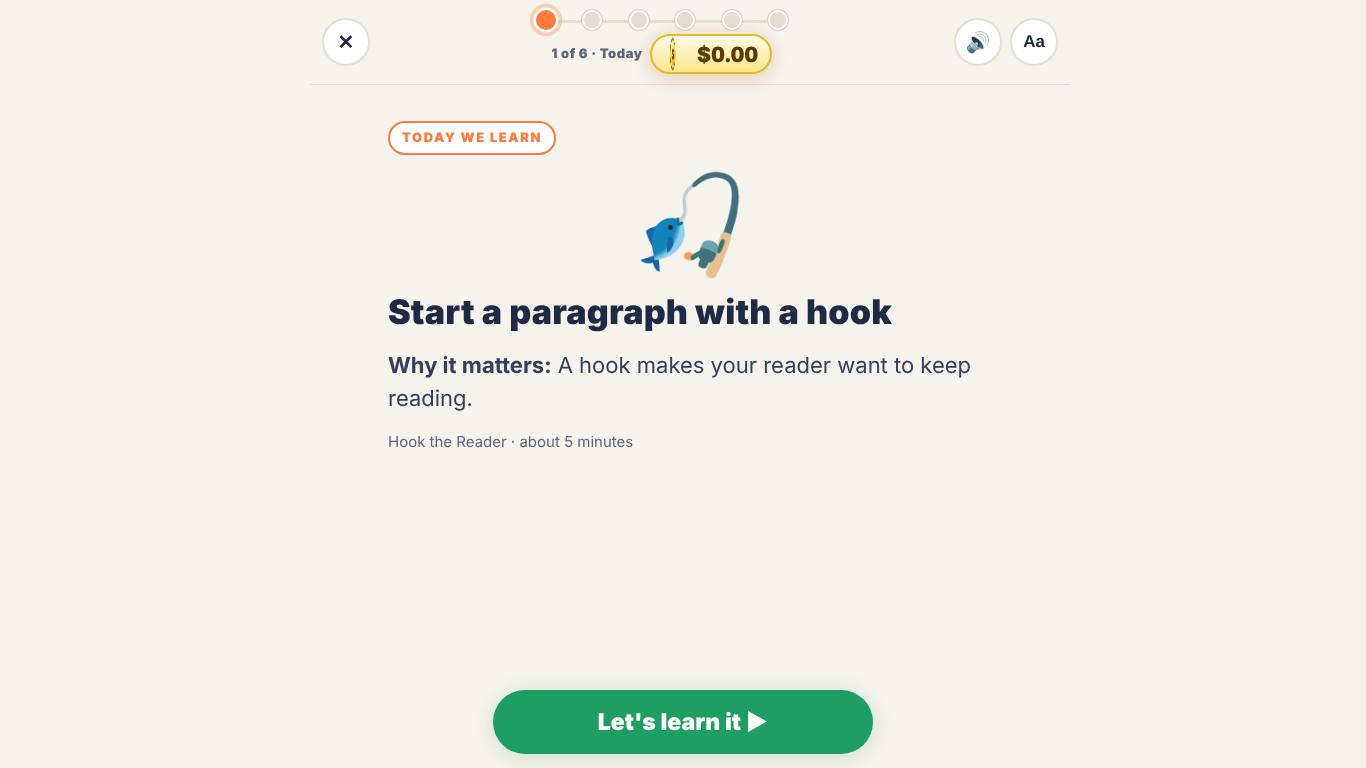 ✕
1 of 6 · Today
$0.00
Aa
TODAY WE LEARN
Start a paragraph with a hook
Why it matters: A hook makes your reader want to keep
reading.
Hook the Reader · about 5 minutes
Let's learn it ▶